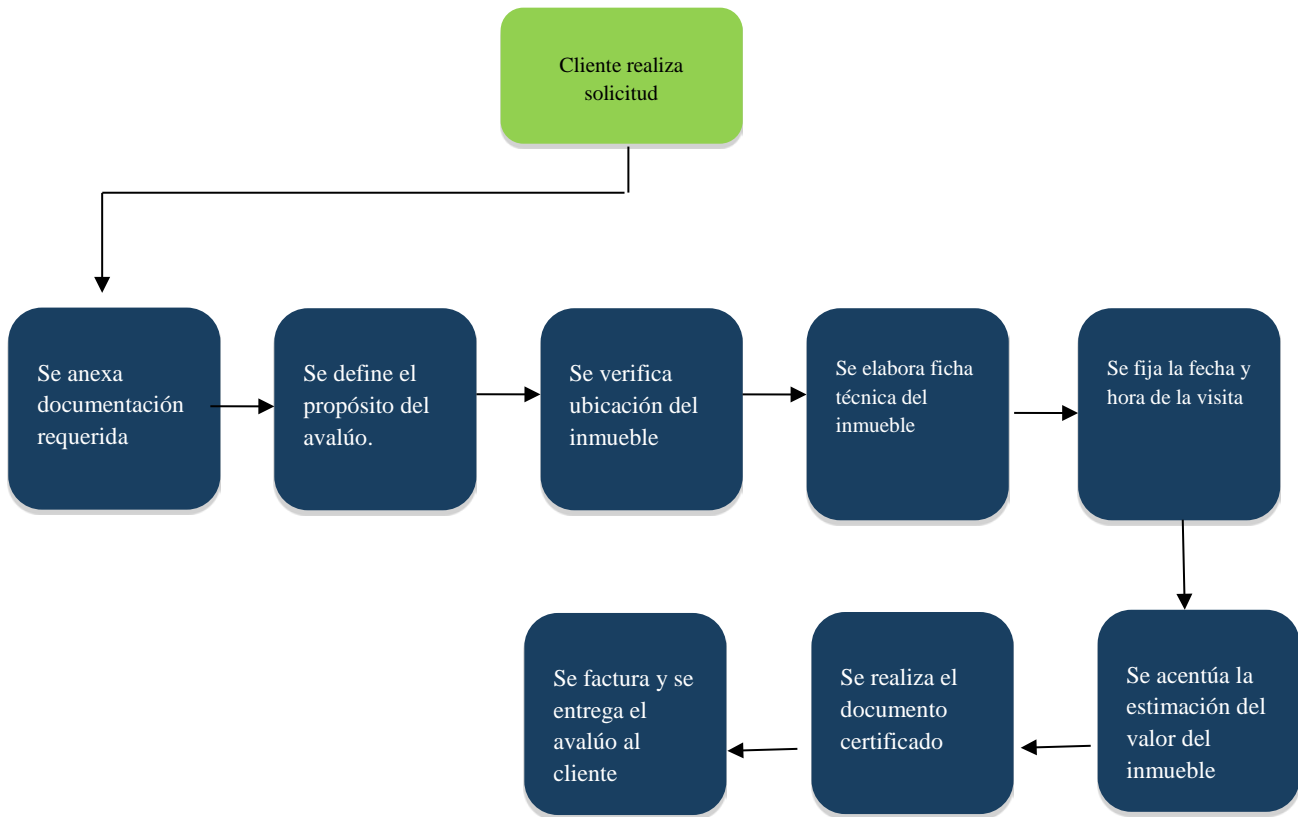 Cliente realiza
solicitud
Se anexa
documentación
requerida
Se define el
propósito del
avalúo.
Se verifica
ubicación del
inmueble
Se elabora ficha
técnica del
inmueble
Se fija la fecha y
hora de la visita
Se acentúa la
estimación del
valor del
inmueble
Se realiza el
documento
certificado
Se factura y se
entrega el
avalúo al
cliente